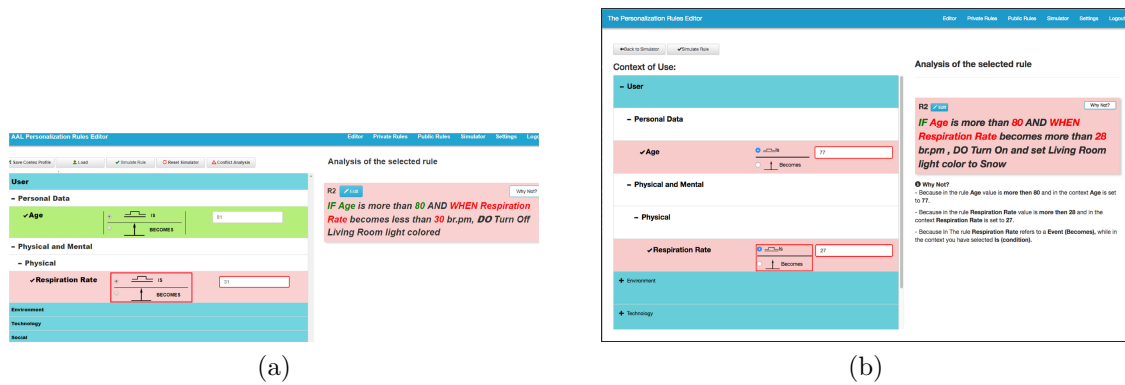 AAL Personalization Rules Editor
Editor Private Rules Public Rules Simulator Settings
Load Simulate Rule Reset Simulator Conflict Analysis
User
− Personal Data
Age
IS
BECOMES
81
− Physical and Mental
− Physical
Respiration Rate
IS
BECOMES
31
Environment
Technology
Social
Analysis of the selected rule
R2 Edit Why Not?
IF Age is more than 80 AND WHEN Respiration
Rate becomes less than 30 br.pm, DO Turn Off
Living Room light colored
(a)
The Personalization Rules Editor
Editor Private Rules Public Rules Simulator Settings Logout
Back to Simulator Simulate Rule
Context of Use:
− User
− Personal Data
Age
Is
Becomes
77
− Physical and Mental
− Physical
Respiration Rate
Is
Becomes
27
+ Environment
+ Technology
Analysis of the selected rule
R2 Edit Why Not?
IF Age is more than 80 AND WHEN
Respiration Rate becomes more than 28
br.pm , DO Turn On and set Living Room
light color to Snow
Why Not?
- Because in the rule Age value is more then 80 and in the context Age is set
to 77.
- Because in the rule Respiration Rate value is more then 28 and in the
context Respiration Rate is set to 27.
- Because In The rule Respiration Rate refers to a Event (Becomes), while in
the context you have selected Is (condition).
(b)